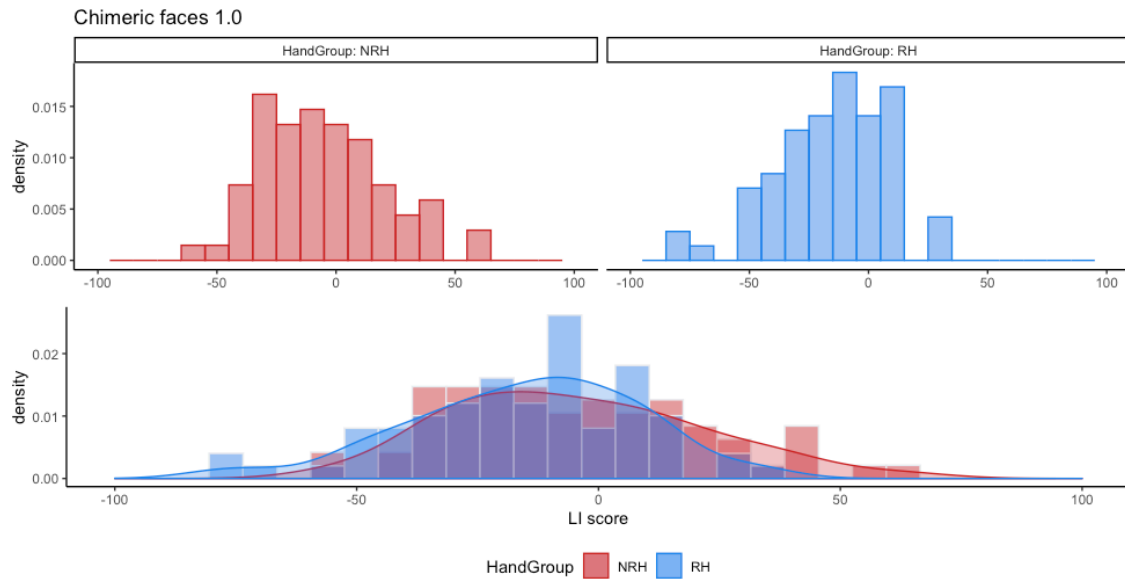 Chimeric faces 1.0
HandGroup: NRH
HandGroup: RH
density
0.015
0.010
0.005
0.000
-100 -50 0 50 100
-100 -50 0 50 100
density
0.02
0.01
0.00
-100 -50 0 50 100
LI score
HandGroup NRH RH